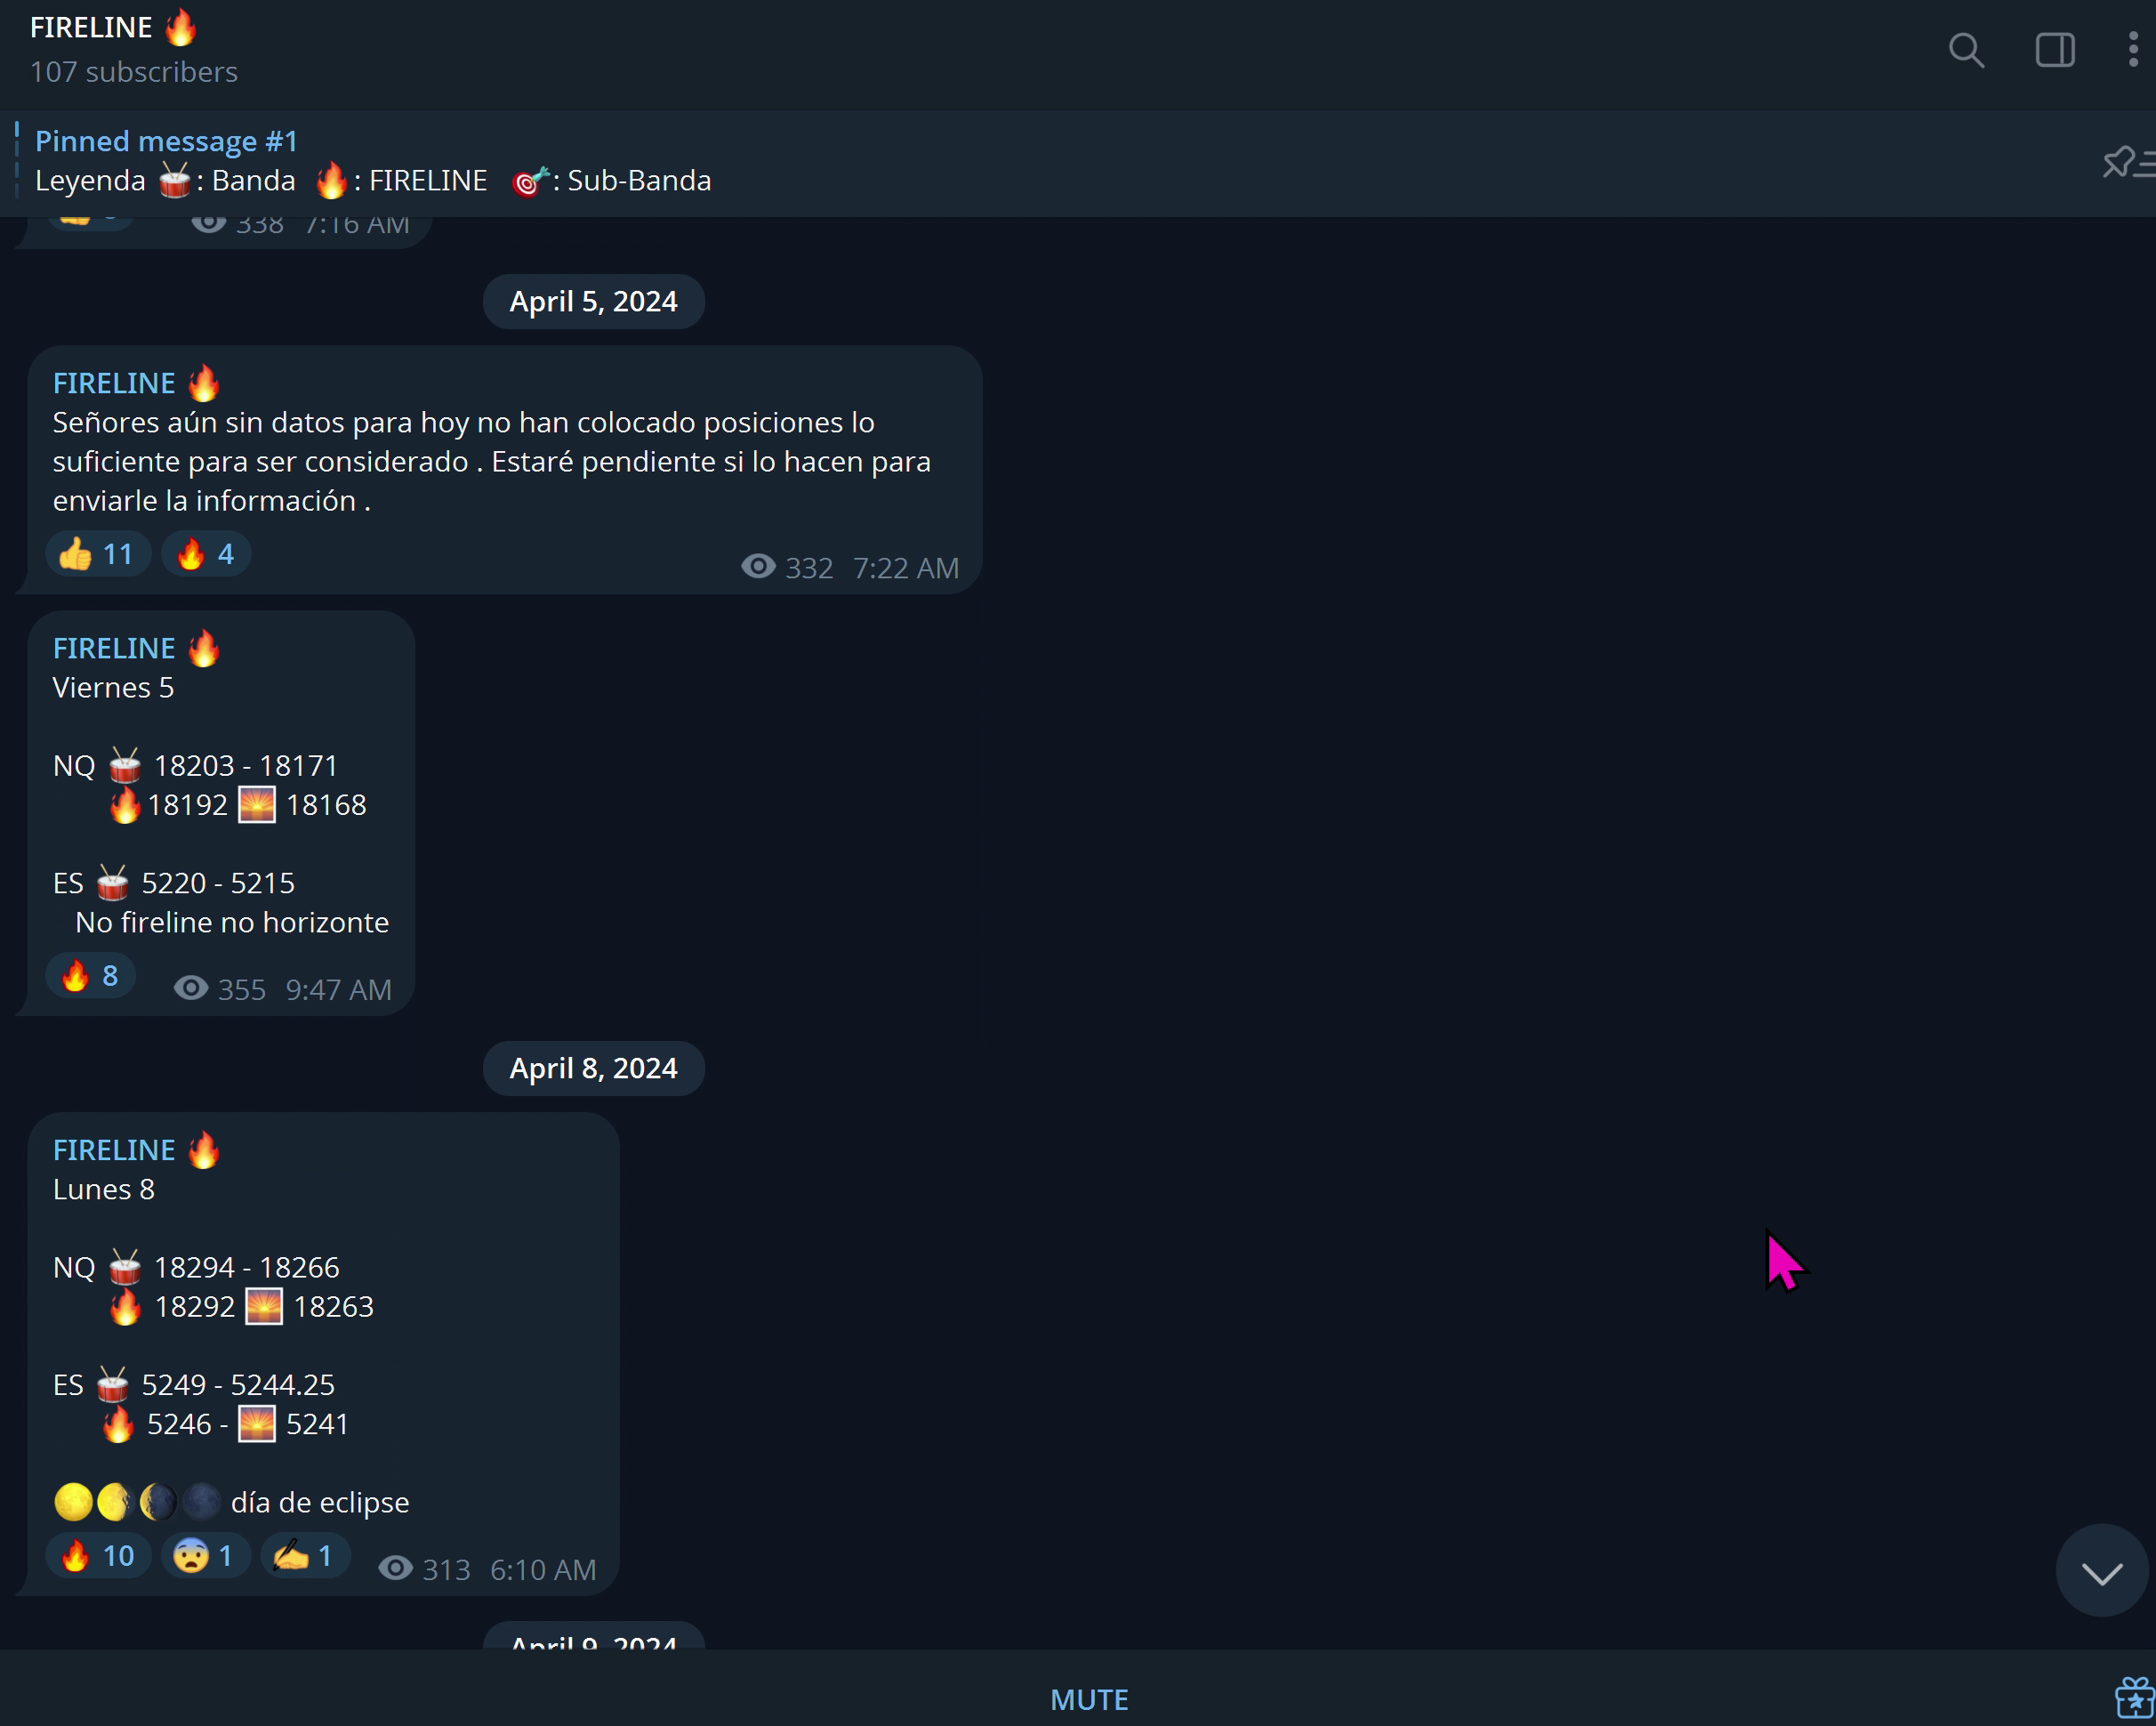 FIRELINE 🔥
107 subscribers
Pinned message #1
Leyenda 🥁: Banda 🔥: FIRELINE 🎯: Sub-Banda
338 7:16 AM
April 5, 2024
FIRELINE 🔥
Señores aún sin datos para hoy no han colocado posiciones lo
suficiente para ser considerado . Estaré pendiente si lo hacen para
enviarle la información .
👍 11 🔥 4 332 7:22 AM
FIRELINE 🔥
Viernes 5
NQ 🥁 18203 - 18171
🔥18192 🌅 18168
ES 🥁 5220 - 5215
No fireline no horizonte
🔥 8 355 9:47 AM
April 8, 2024
FIRELINE 🔥
Lunes 8
NQ 🥁 18294 - 18266
🔥 18292 🌅 18263
ES 🥁 5249 - 5244.25
🔥 5246 - 🌅 5241
🌕🌖🌘🌑 día de eclipse
🔥 10 😨 1 ✍️ 1 313 6:10 AM
April 9, 2024
MUTE